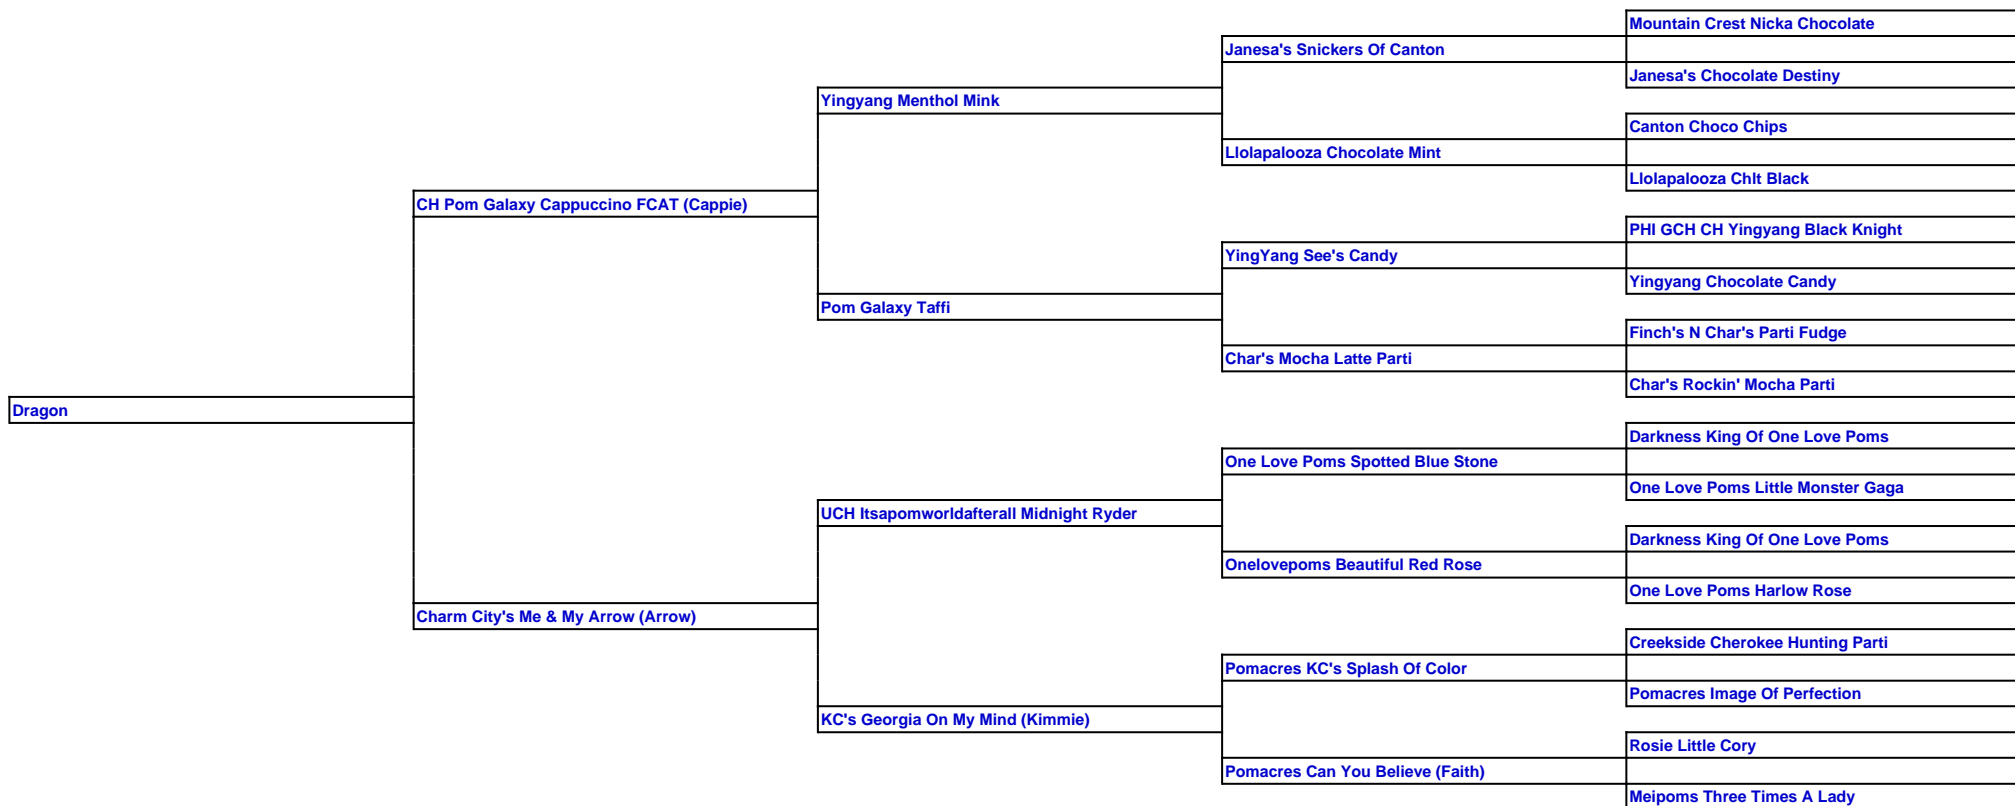 Mountain Crest Nicka Chocolate
Janesa's Snickers Of Canton
Janesa's Chocolate Destiny
Yingyang Menthol Mink
Canton Choco Chips
Llolapalooza Chocolate Mint
Llolapalooza Chlt Black
CH Pom Galaxy Cappuccino FCAT (Cappie)
PHI GCH CH Yingyang Black Knight
YingYang See's Candy
Yingyang Chocolate Candy
Pom Galaxy Taffi
Finch's N Char's Parti Fudge
Char's Mocha Latte Parti
Char's Rockin' Mocha Parti
Dragon
Darkness King Of One Love Poms
One Love Poms Spotted Blue Stone
One Love Poms Little Monster Gaga
UCH Itsapomworldafterall Midnight Ryder
Darkness King Of One Love Poms
Onelovepoms Beautiful Red Rose
One Love Poms Harlow Rose
Charm City's Me & My Arrow (Arrow)
Creekside Cherokee Hunting Parti
Pomacres KC's Splash Of Color
Pomacres Image Of Perfection
KC's Georgia On My Mind (Kimmie)
Rosie Little Cory
Pomacres Can You Believe (Faith)
Meipoms Three Times A Lady